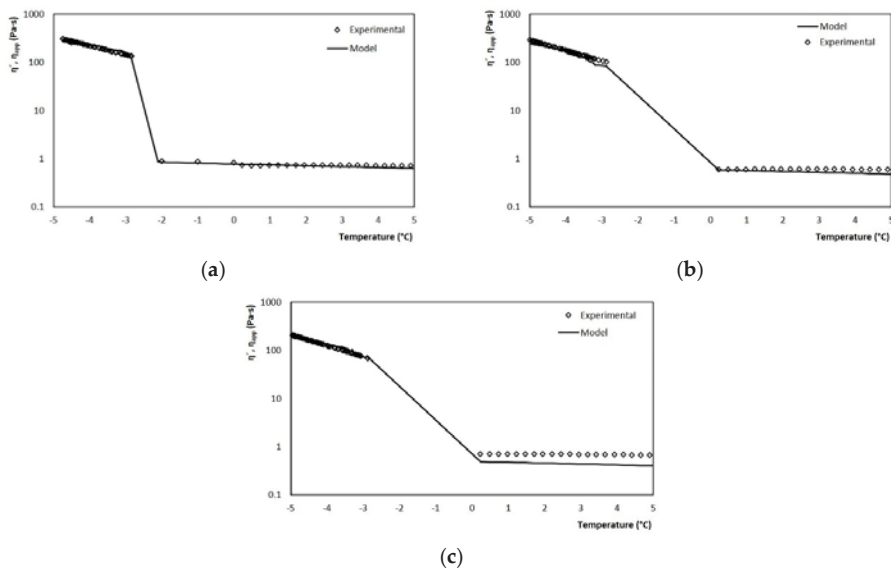 1000
100
10
1
0.1
η´, ηapp (Pa·s)
Experimental
Model
-5 -4 -3 -2 -1 0 1 2 3 4 5
Temperature (°C)
(a)
1000
100
10
1
0.1
η´, ηapp (Pa·s)
Model
Experimental
-5 -4 -3 -2 -1 0 1 2 3 4 5
Temperature (°C)
(b)
1000
100
10
1
0.1
η´, ηapp (Pa·s)
Experimental
Model
-5 -4 -3 -2 -1 0 1 2 3 4 5
Temperature (°C)
(c)